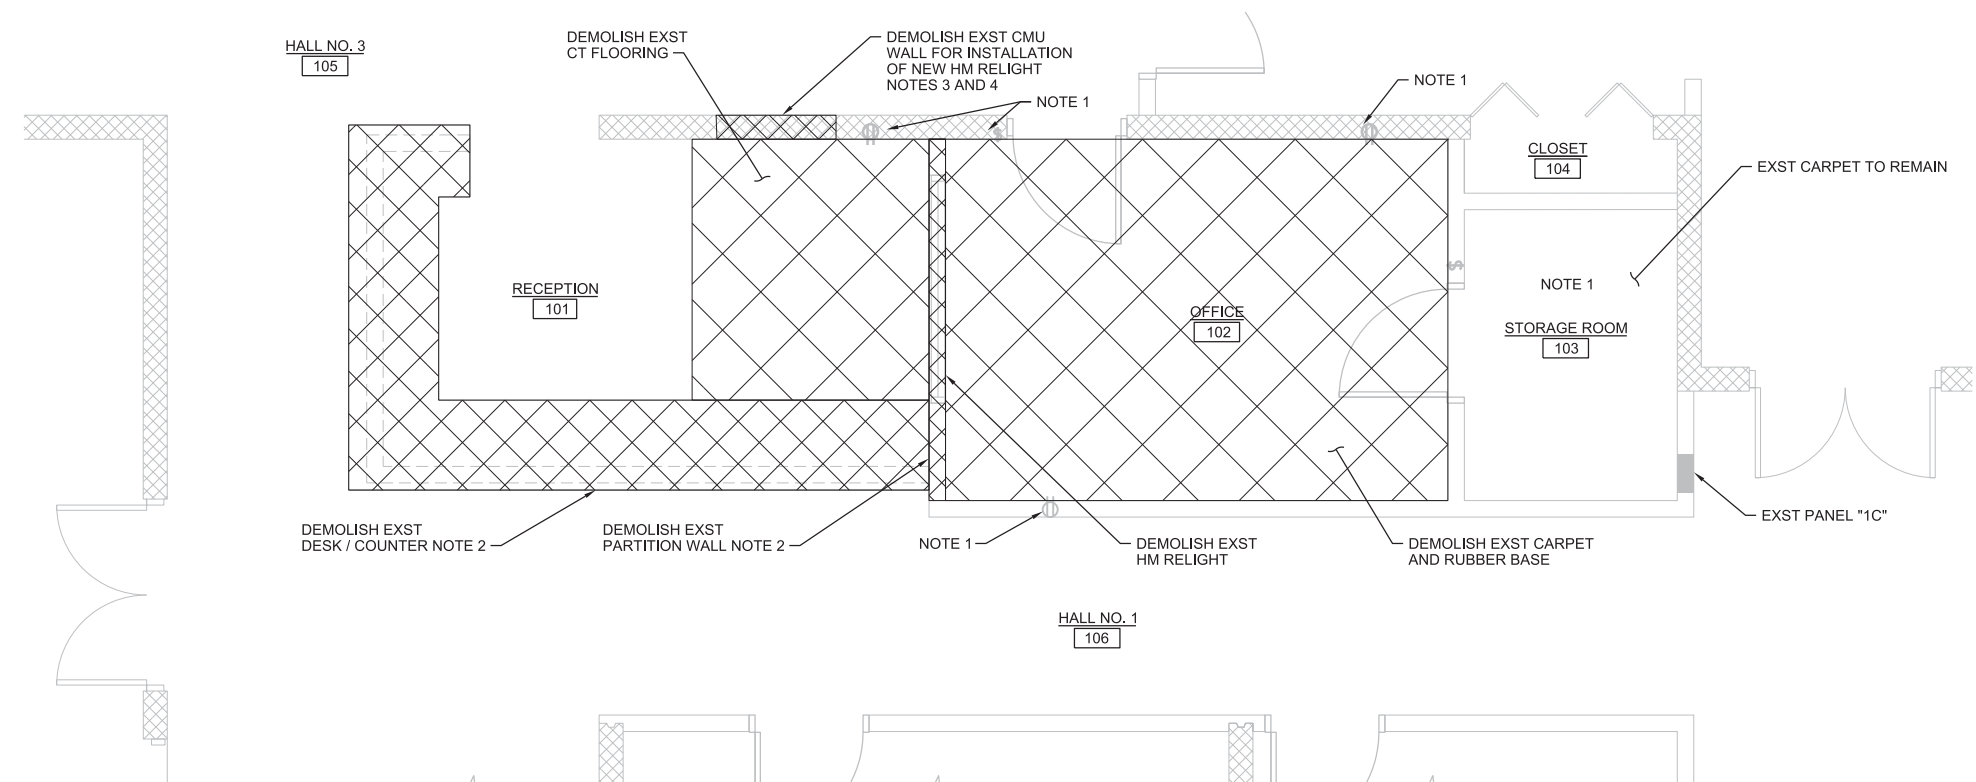 HALL NO. 3
105
DEMOLISH EXST
CT FLOORING
DEMOLISH EXST CMU
WALL FOR INSTALLATION
OF NEW HM RELIGHT
NOTES 3 AND 4
NOTE 1
NOTE 1
CLOSET
104
EXST CARPET TO REMAIN
RECEPTION
101
OFFICE
102
NOTE 1
STORAGE ROOM
103
$
$
DEMOLISH EXST
DESK / COUNTER NOTE 2
DEMOLISH EXST
PARTITION WALL NOTE 2
NOTE 1
DEMOLISH EXST
HM RELIGHT
DEMOLISH EXST CARPET
AND RUBBER BASE
EXST PANEL "1C"
HALL NO. 1
106